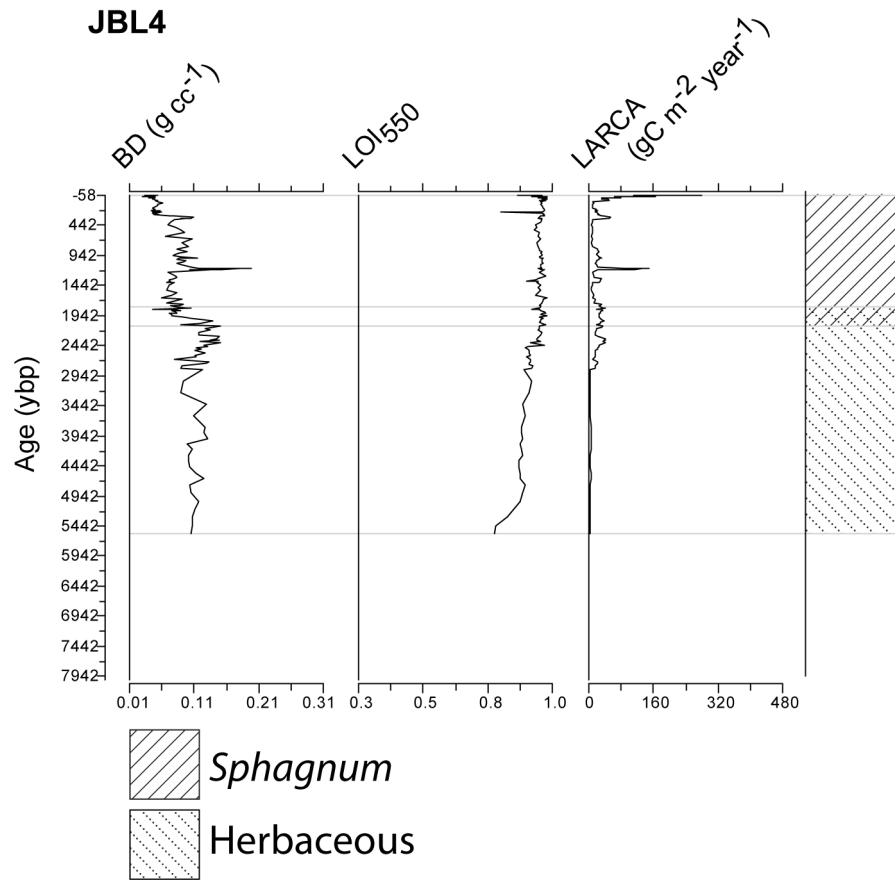 JBL4
BD (g cc-1)
LOI550
LARCA
(gC m-2 year-1)
Age (ybp)
-58
442
942
1442
1942
2442
2942
3442
3942
4442
4942
5442
5942
6442
6942
7442
7942
0.01 0.11 0.21 0.31
0.3 0.5 0.8 1.0
0 160 320 480
Sphagnum
Herbaceous